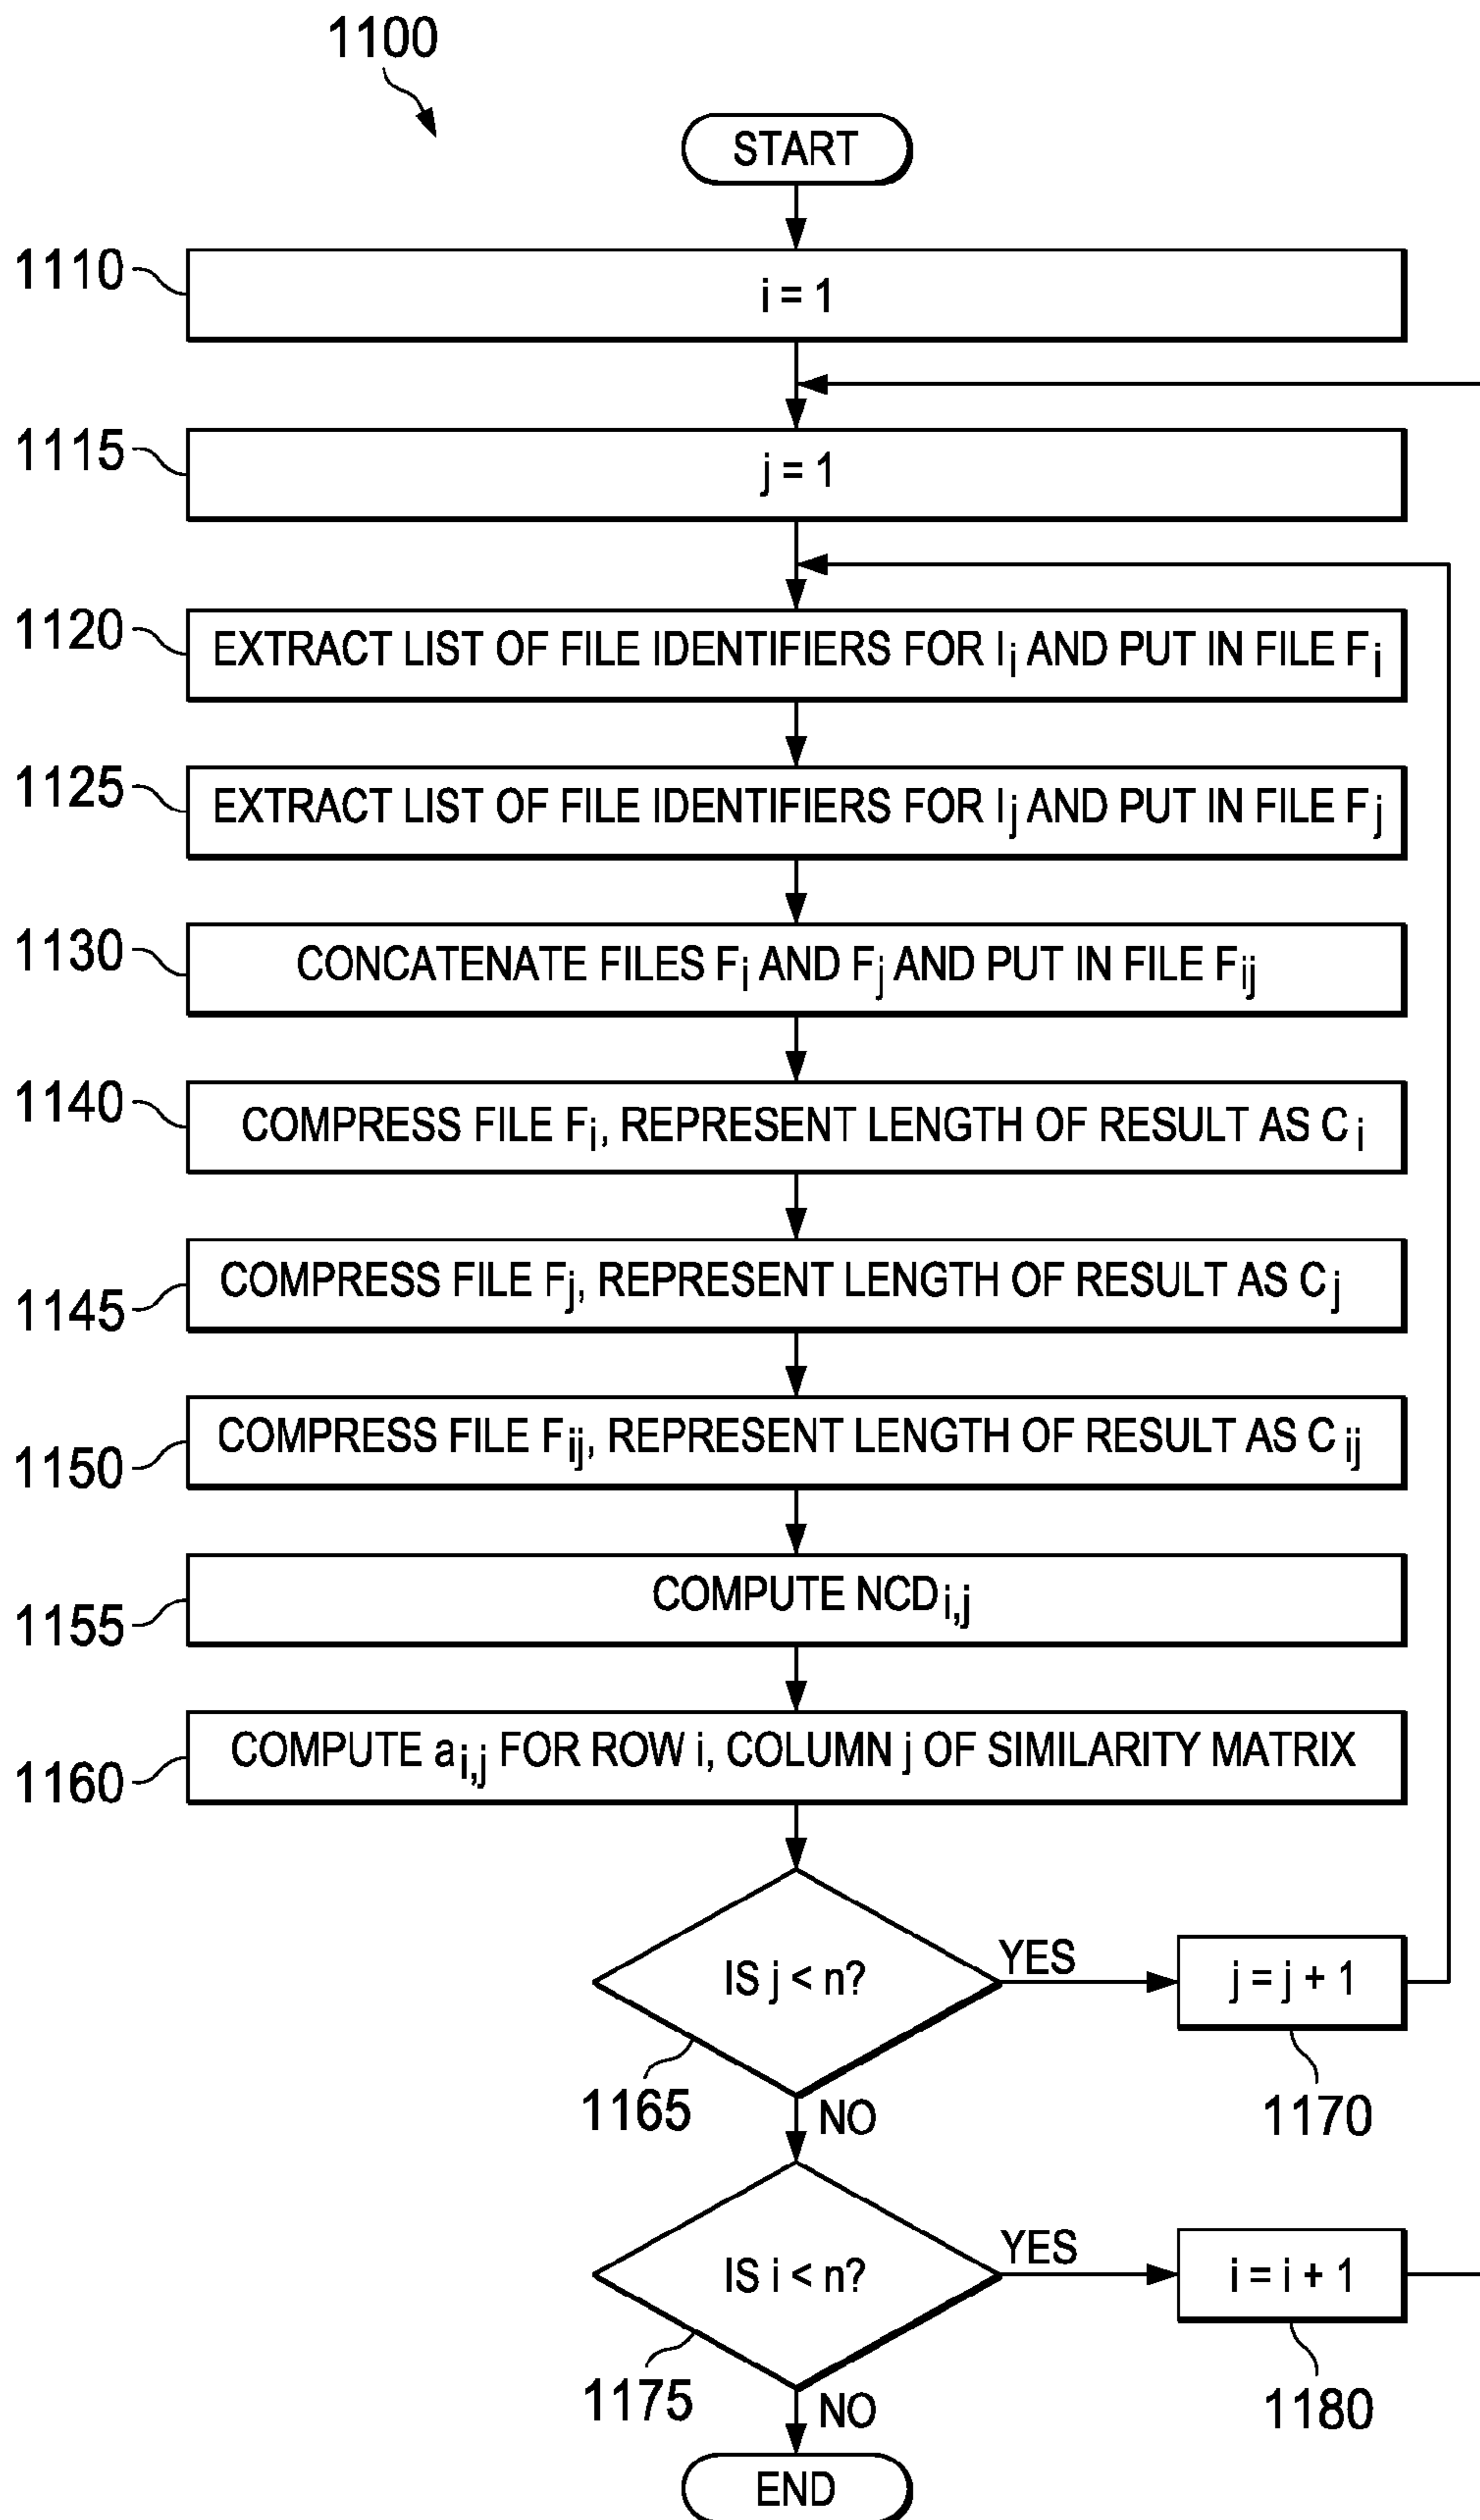 1100
START
1110
i = 1
1115
j = 1
1120
EXTRACT LIST OF FILE IDENTIFIERS FOR Ii AND PUT IN FILE Fi
1125
EXTRACT LIST OF FILE IDENTIFIERS FOR Ij AND PUT IN FILE Fj
1130
CONCATENATE FILES Fi AND Fj AND PUT IN FILE Fij
1140
COMPRESS FILE Fi, REPRESENT LENGTH OF RESULT AS Ci
1145
COMPRESS FILE Fj, REPRESENT LENGTH OF RESULT AS Cj
1150
COMPRESS FILE Fij, REPRESENT LENGTH OF RESULT AS Cij
1155
COMPUTE NCDi,j
1160
COMPUTE ai,j FOR ROW i, COLUMN j OF SIMILARITY MATRIX
IS j < n?
YES
j = j + 1
1165
NO
1170
IS i < n?
YES
i = i + 1
1175
NO
1180
END